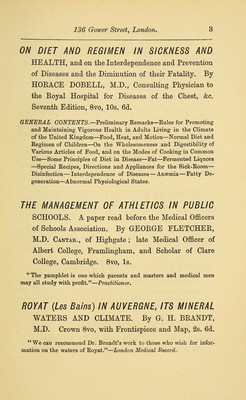 136 Gower Street, London. 3
ON DIET AND REGIMEN IN SICKNESS AND
HEALTH, and on the Interdependence and Prevention
of Diseases and the Diminution of their Fatality. By
HORACE DOBELL, M.D., Consulting Physician to
the Royal Hospital for Diseases of the Chest, &c.
Seventh Edition, 8vo, 10s. 6d.
GENERAL CONTENTS.—Preliminary Remarks—Rules for Promoting
and Maintaining Vigorous Health in Adults Living in the Climate
of the United Kingdom—Food, Heat, and Motion—Normal Diet and
Regimen of Children—On the Wholesomeness and Digestibility of
Various Articles of Food, and on the Modes of Cooking in Common
Use—Some Principles of Diet in Disease—Fat—Fermented Liquors
—Special Recipes, Directions and Appliances for the Sick-Room—
Disinfection—Interdependence of Diseases—Anæmia—Fatty De-
generation—Abnormal Physiological States.
THE MANAGEMENT OF ATHLETICS IN PUBLIC
SCHOOLS. A paper read before the Medical Officers
of Schools Association. By GEORGE FLETCHER,
M.D. CANTAB., of Highgate; late Medical Officer of
Albert College, Framlingham, and Scholar of Clare
College, Cambridge. 8vo, 1s.
"The pamphlet is one which parents and masters and medical men
may all study with profit."—Practitioner.
ROYAT (Les Bains) IN AUVERGNE, ITS MINERAL
WATERS AND CLIMATE. By G. H. BRANDT,
M.D. Crown 8vo, with Frontispiece and Map, 2s. 6d.
"We can recommend Dr. Brandt's work to those who wish for infor-
mation on the waters of Royat."—London Medical Record.